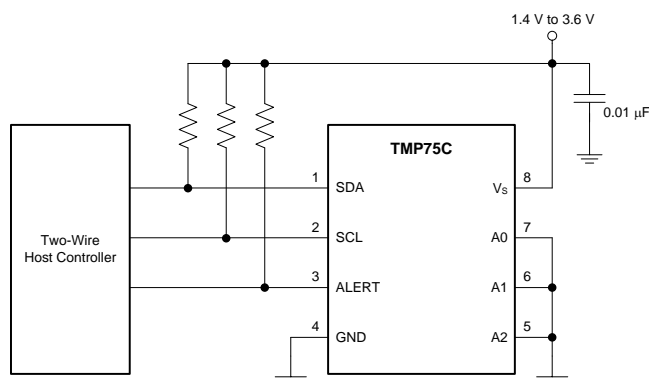 1.4 V to 3.6 V
0.01 μF
TMP75C
Two-Wire
Host Controller
1 SDA
2 SCL
3 ALERT
4 GND
VS 8
A0 7
A1 6
A2 5